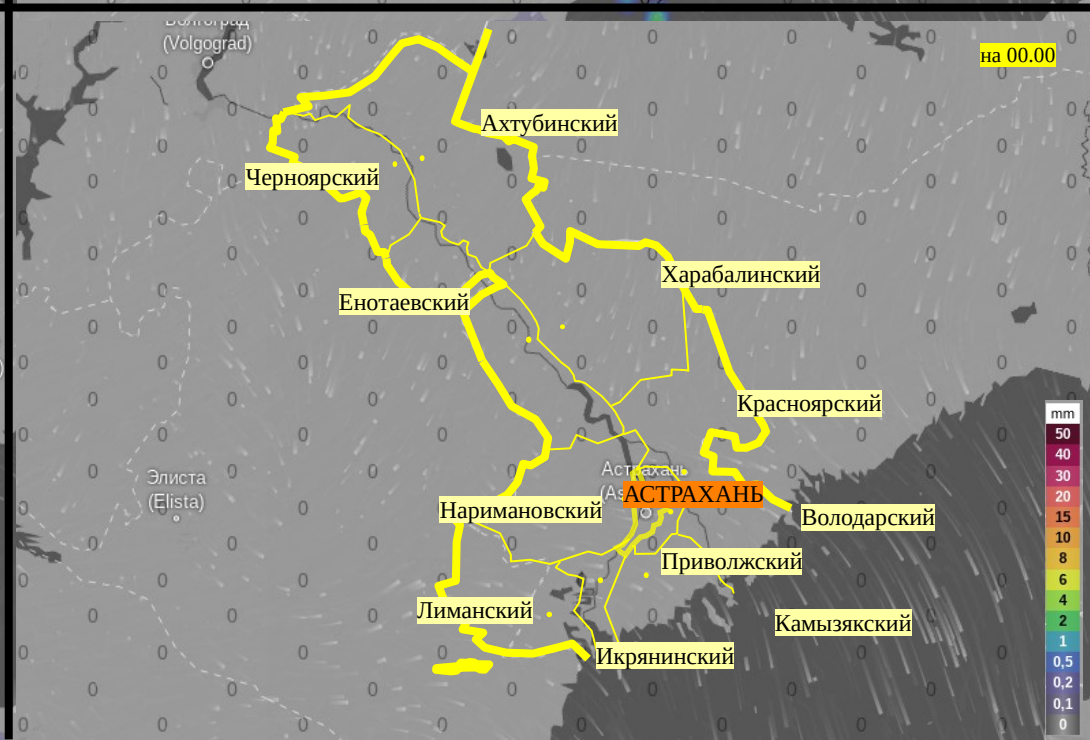 Волгоград
(Volgograd)
на 00.00
Ахтубинский
Черноярский
Харабалинский
Енотаевский
Красноярский
mm
50
40
30
20
15
10
8
6
4
2
1
0,5
0,2
0,1
0
Элиста
(Elista)
Астрахань
АСТРАХАНЬ
Наримановский
Володарский
Приволжский
Лиманский
Камызякский
Икрянинский